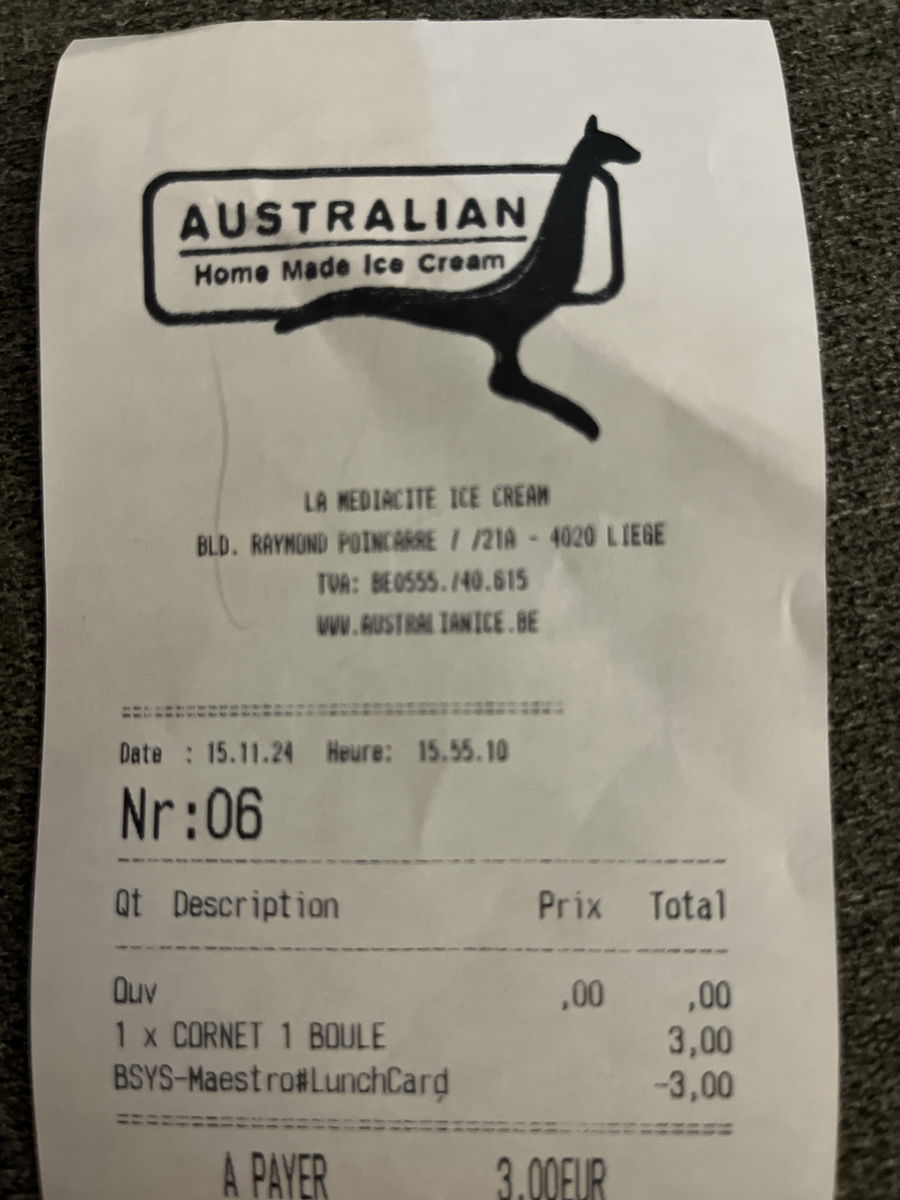 AUSTRALIAN
Home Made Ice Cream
LA MEDIACITE ICE CREAM
BLD. RAYMOND POINCARRE 7 /21A - 4020 LIEGE
TVA: BE0555.740.615
WWW.AUSTRALIANICE.BE
Date : 15.11.24 Heure: 15.55.10
Nr:06
Qt Description Prix Total
Ouv ,00 ,00
1 x CORNET 1 BOULE 3,00
BSYS-Maestro#LunchCard -3,00
A PAYER 3.00EUR